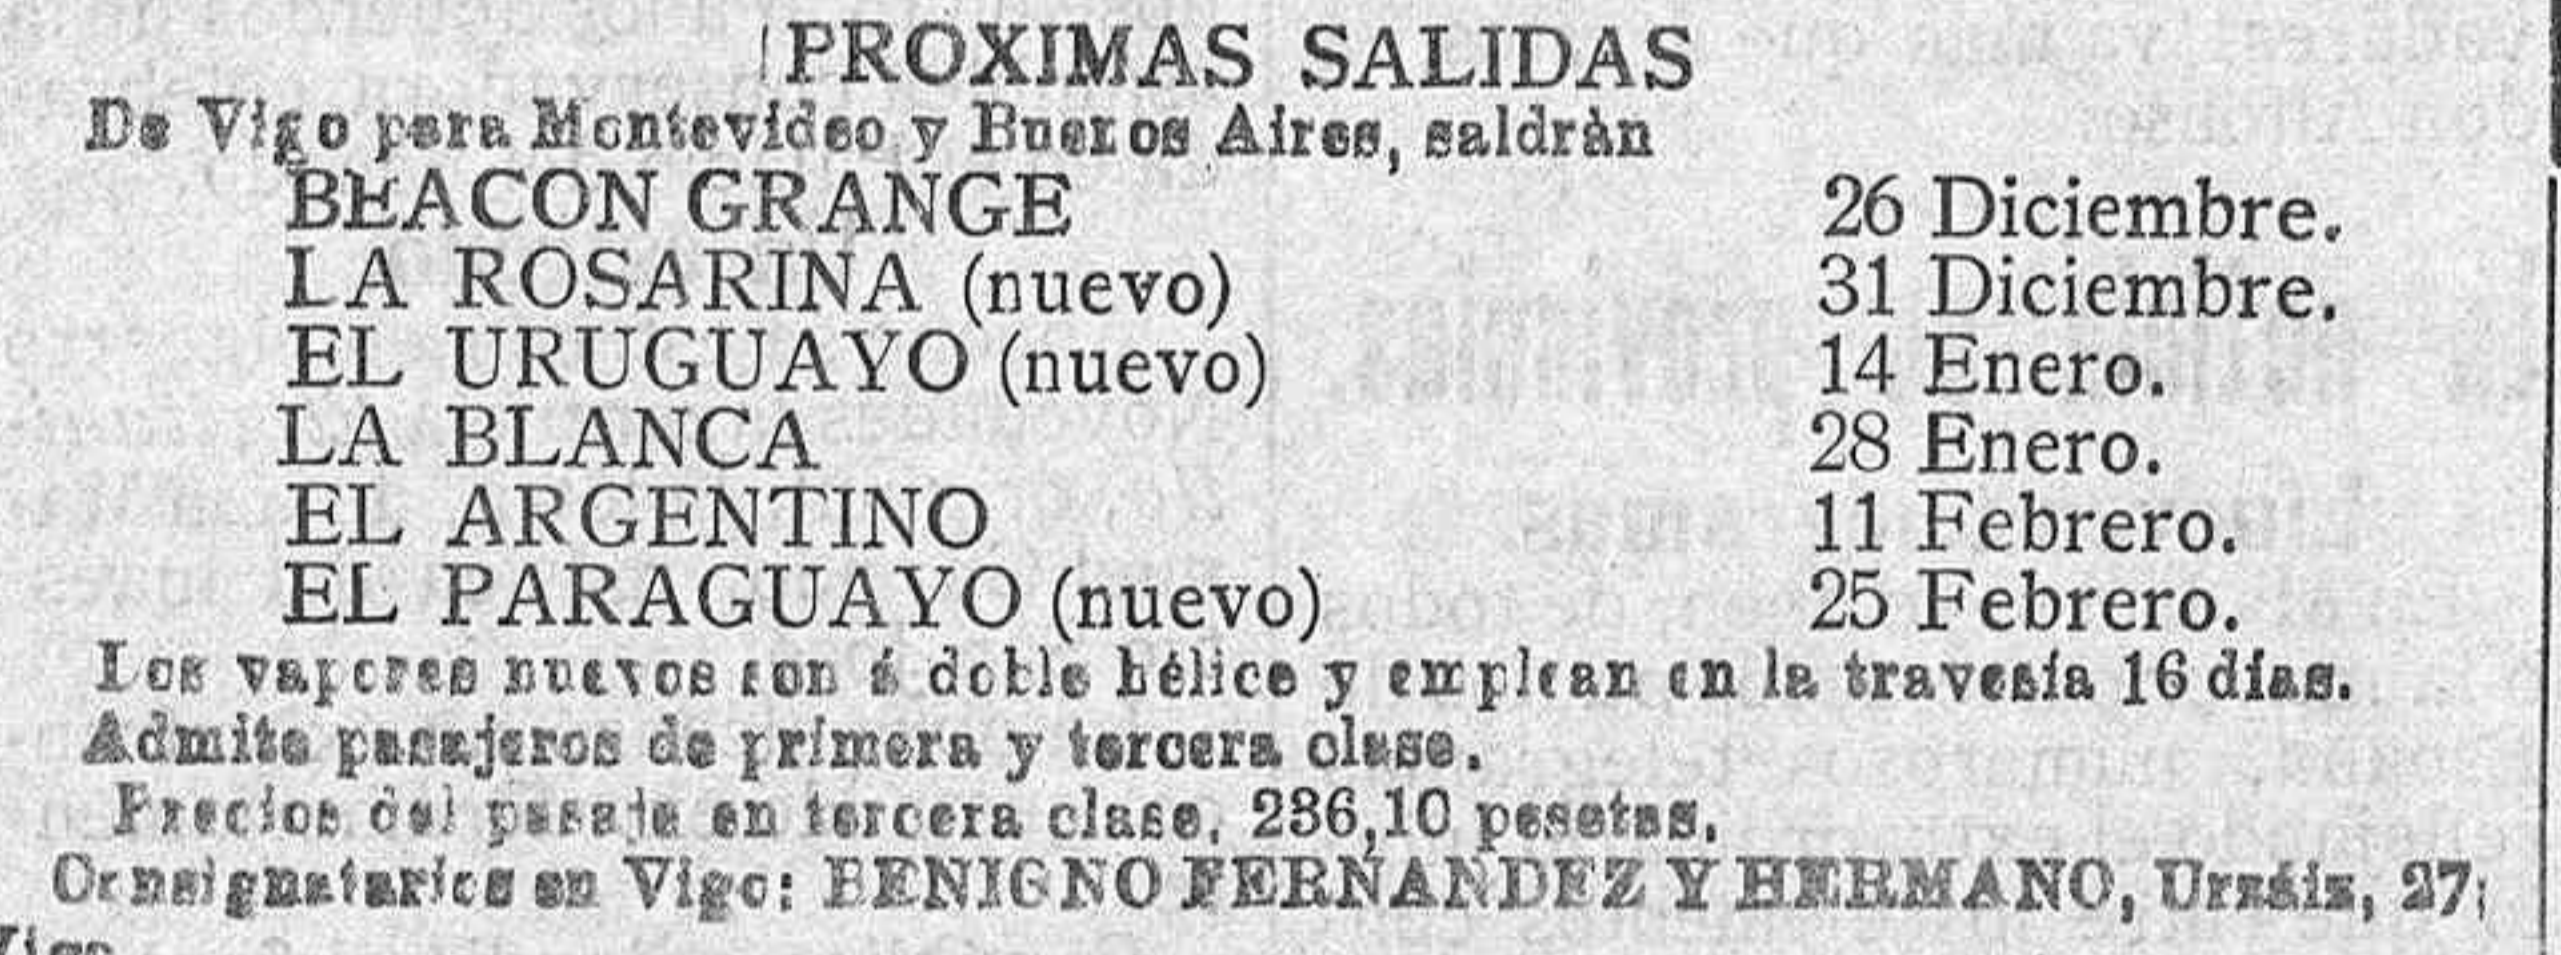 PROXIMAS SALIDAS
De Vigo para Montevideo y Buenos Aires, saldràn
BEACON GRANGE 26 Diciembre.
LA ROSARINA (nuevo) 31 Diciembre.
EL URUGUAYO (nuevo) 14 Enero.
LA BLANCA 28 Enero.
EL ARGENTINO 11 Febrero.
EL PARAGUAYO (nuevo) 25 Febrero.
Los vapores nuevos son á doble hélice y emplean en la travesía 16 días.
Admite pasajeros de primera y tercera clase.
Precios del pasaje en tercera clase, 236,10 pesetas.
Consignatarios en Vigo: BENIGNO FERNANDEZ Y HERMANO, Urzáiz, 27;
Vigo